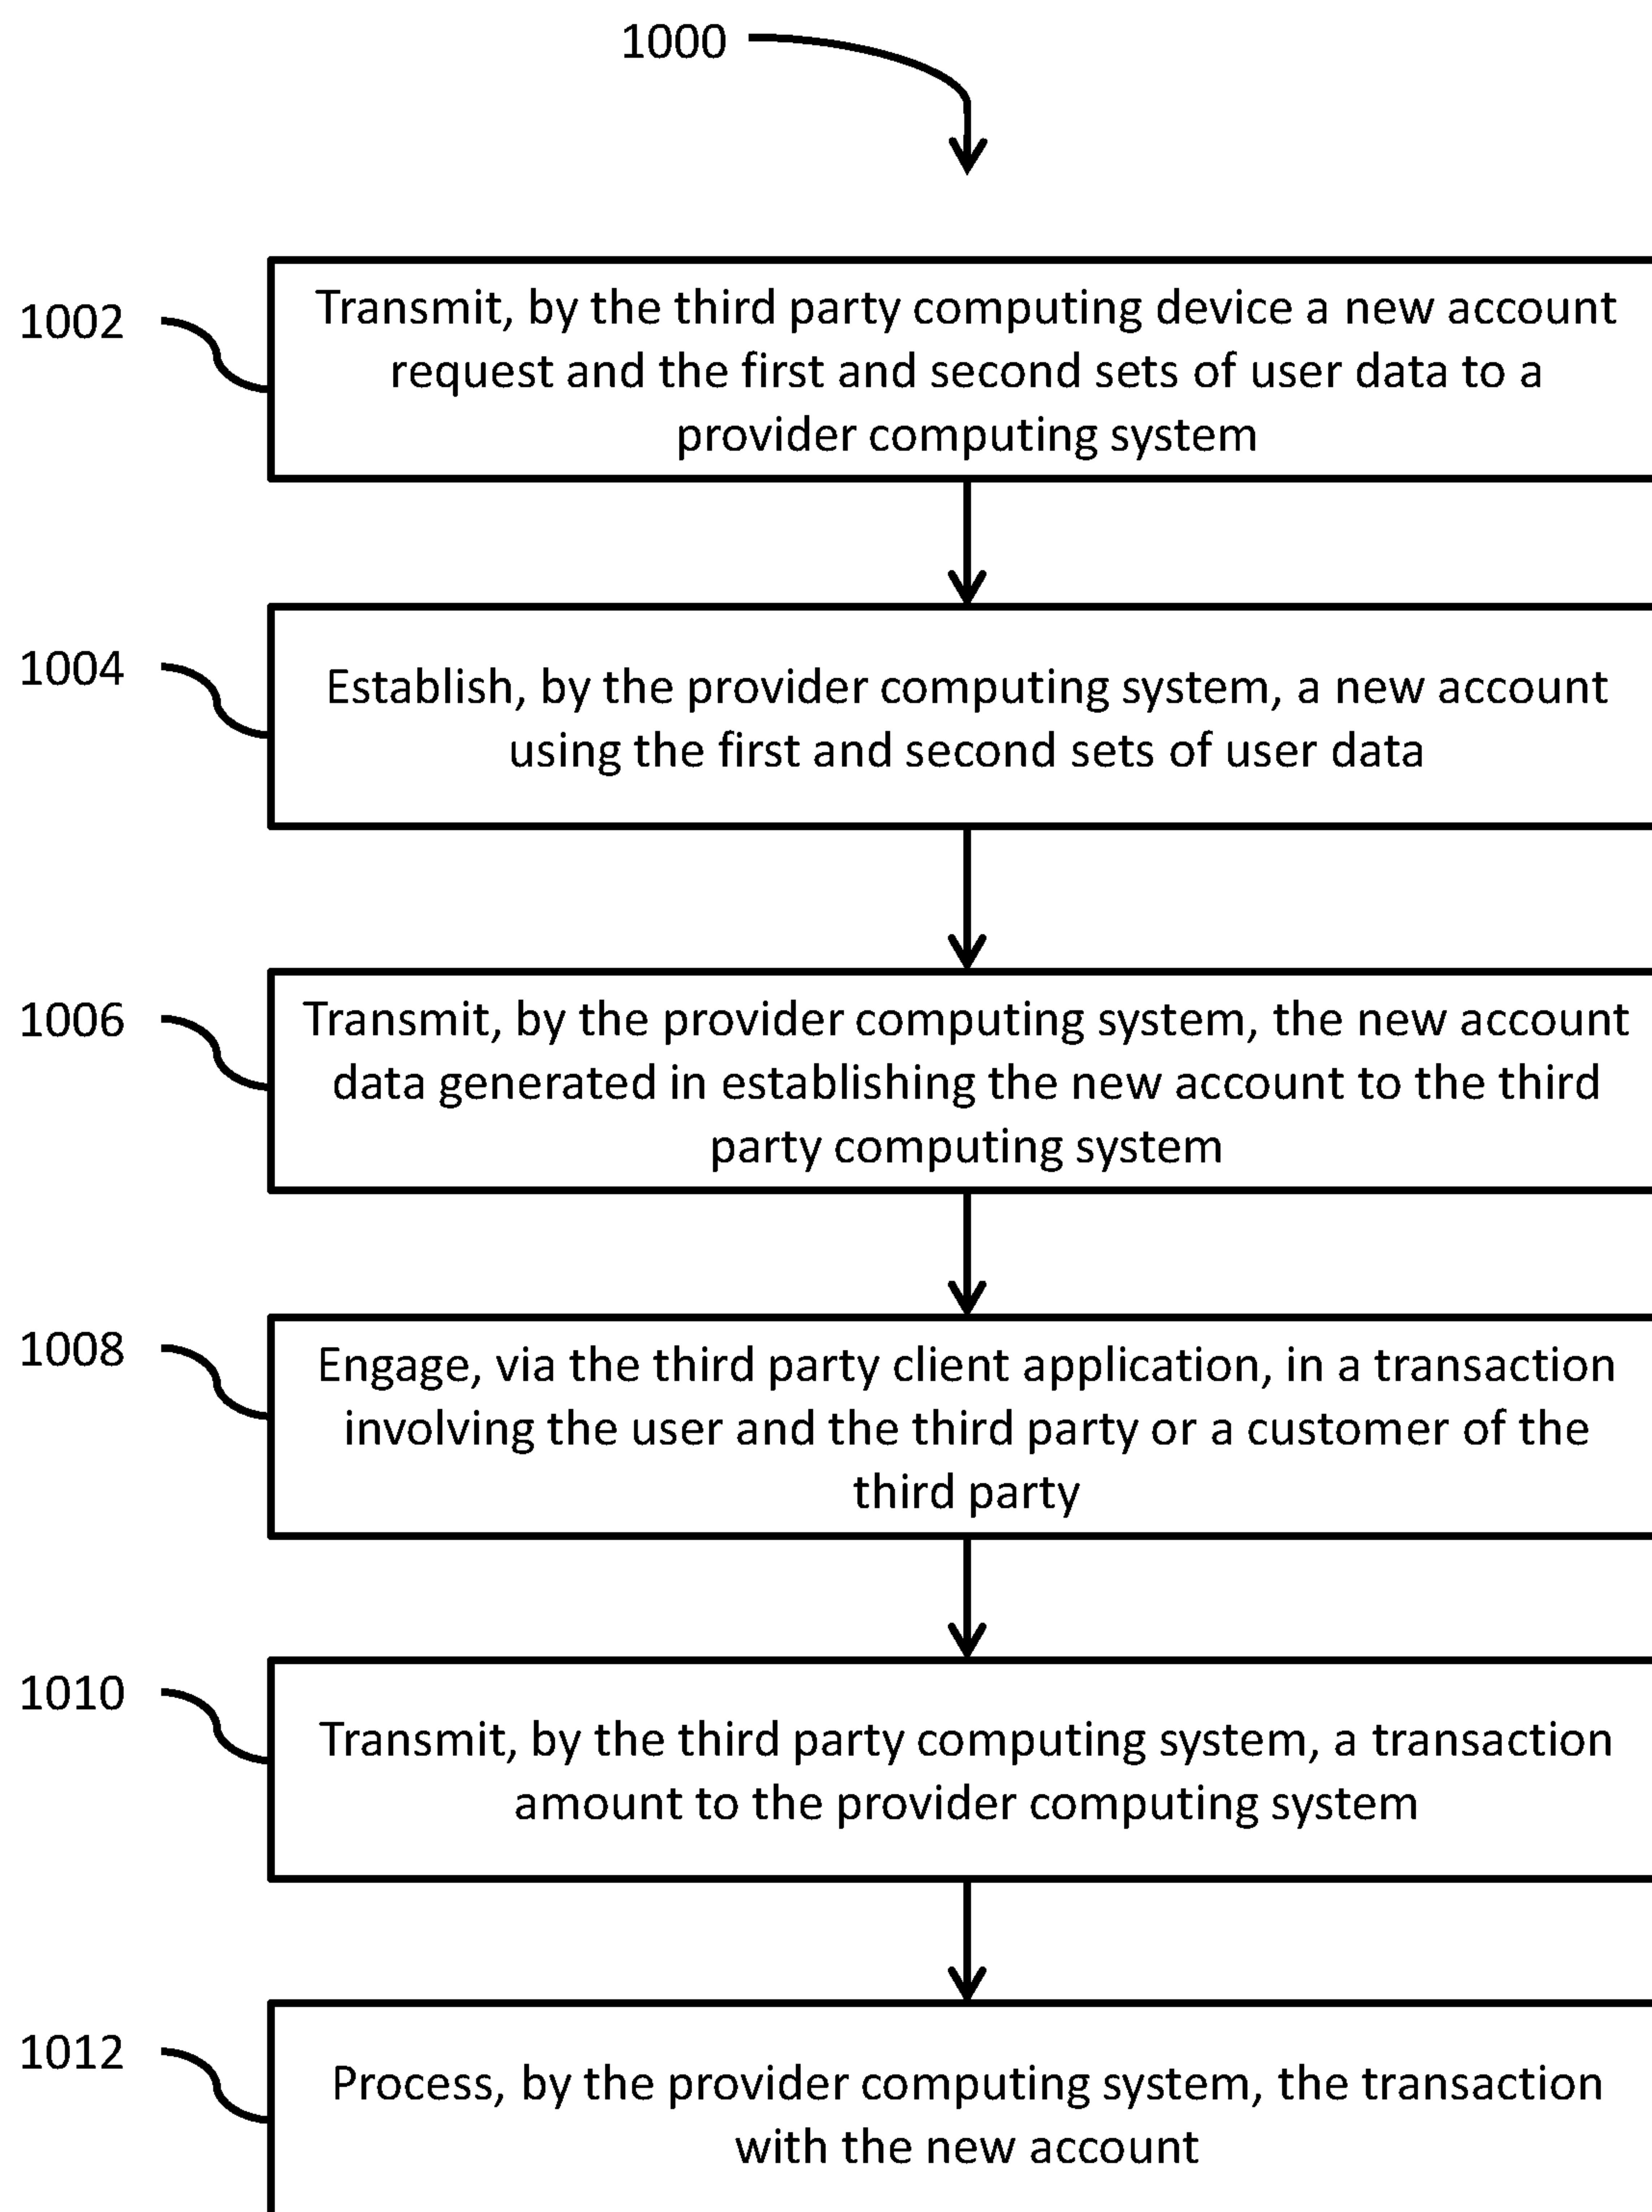 1000
1002
Transmit, by the third party computing device a new account
request and the first and second sets of user data to a
provider computing system
1004
Establish, by the provider computing system, a new account
using the first and second sets of user data
1006
Transmit, by the provider computing system, the new account
data generated in establishing the new account to the third
party computing system
1008
Engage, via the third party client application, in a transaction
involving the user and the third party or a customer of the
third party
1010
Transmit, by the third party computing system, a transaction
amount to the provider computing system
1012
Process, by the provider computing system, the transaction
with the new account